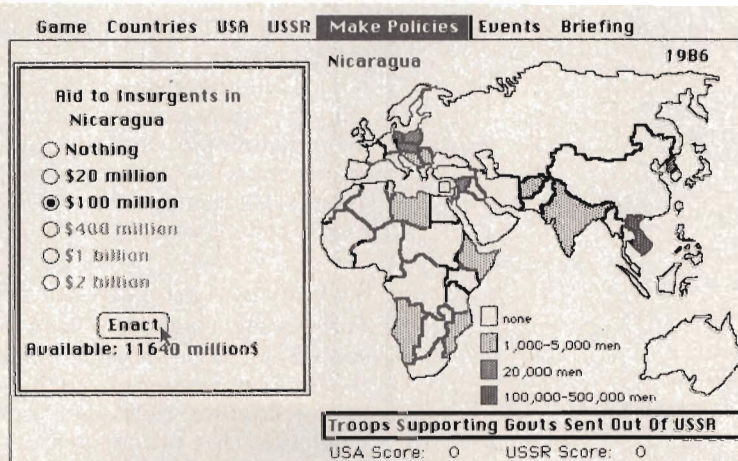 Game Countries USA USSR Make Policies Events Briefing
Nicaragua
1986
Aid to Insurgents in
Nicaragua
Nothing
$20 million
$100 million
$400 million
$1 billion
$2 billion
Enact
Available: 11640 million$
none
1,000-5,000 men
20,000 men
100,000-500,000 men
Troops Supporting Govts Sent Out Of USSR
USA Score: 0 USSR Score: 0